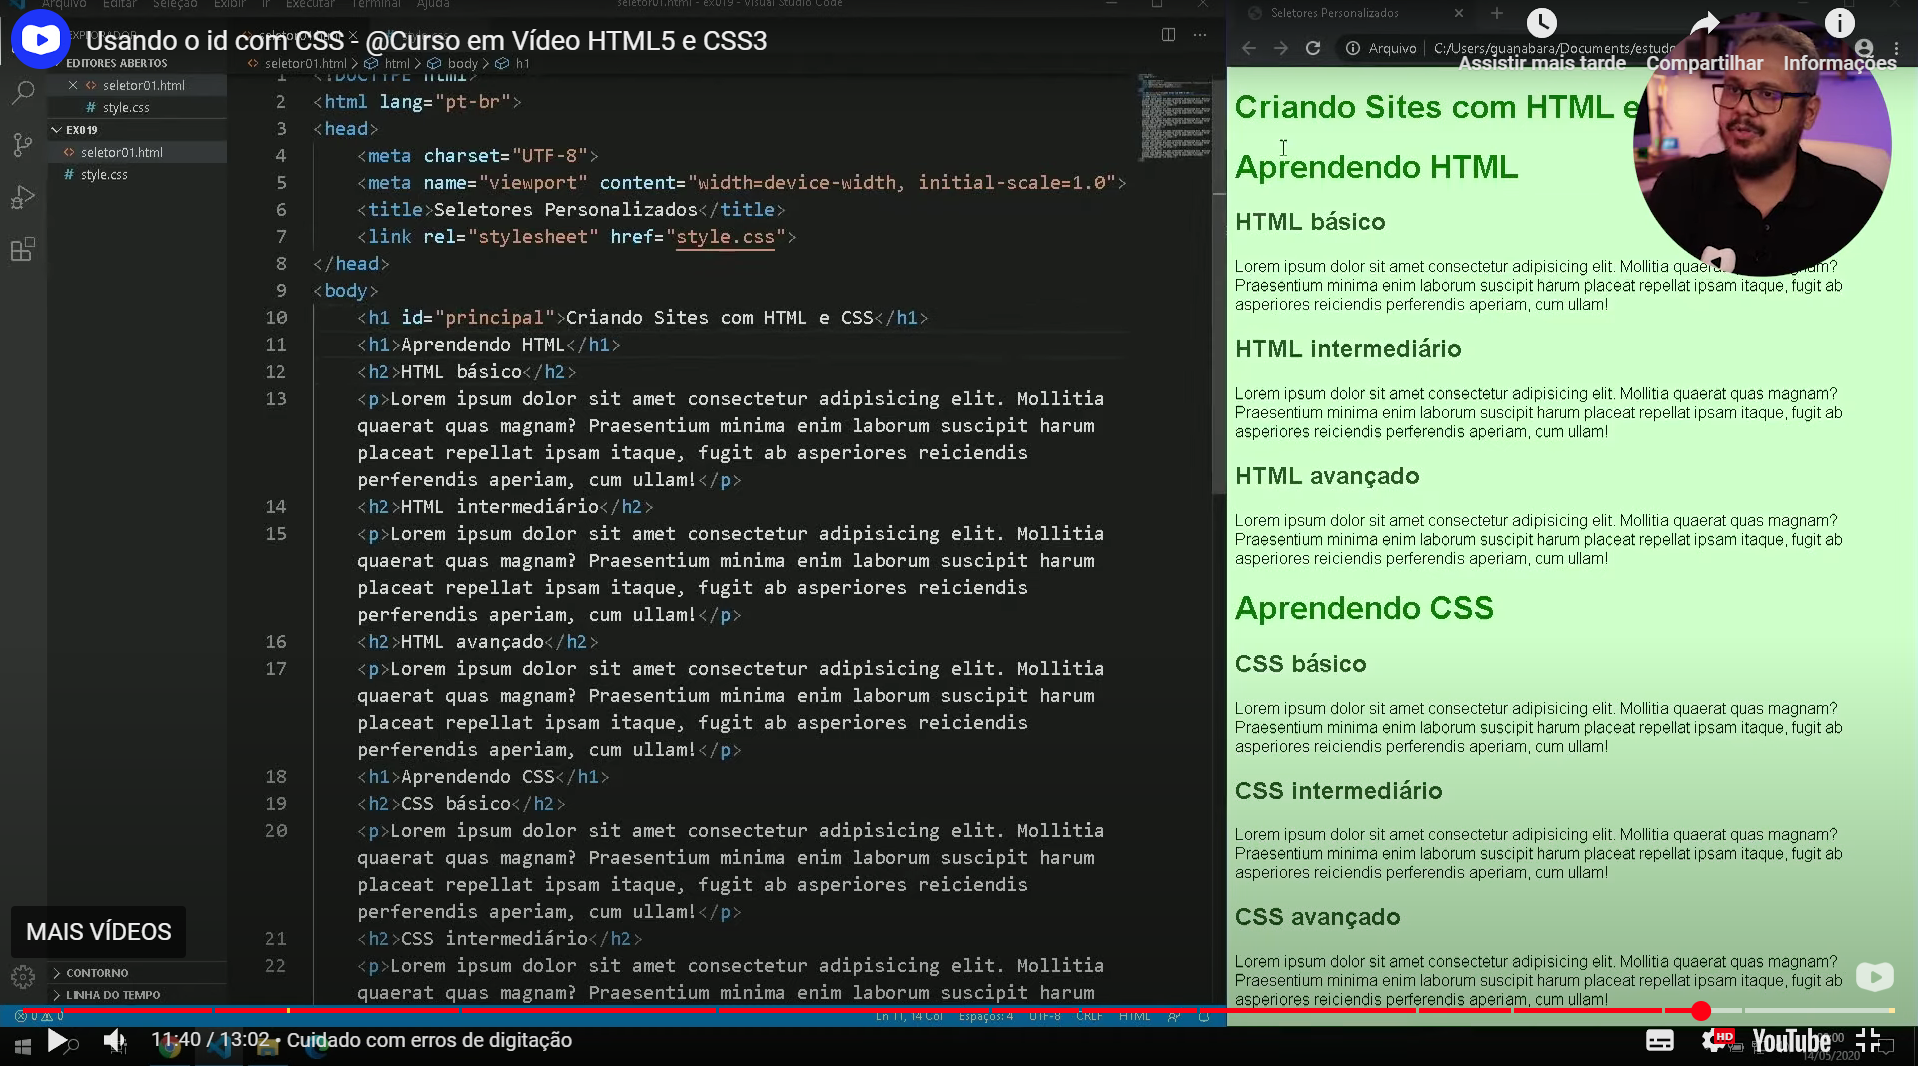 Arquivo Editar Seleção Exibir Ir Executar Terminal Ajuda
seletor01.html - ex019 - Visual Studio Code
Usando o id com CSS - @Curso em Vídeo HTML5 e CSS3
EDITORES ABERTOS
seletor01.html
style.css
EX019
seletor01.html
style.css
CONTORNO
LINHA DO TEMPO
seletor01.html > html > body > h1
1 <!DOCTYPE html>
2 <html lang="pt-br">
3 <head>
4 <meta charset="UTF-8">
5 <meta name="viewport" content="width=device-width, initial-scale=1.0">
6 <title>Seletores Personalizados</title>
7 <link rel="stylesheet" href="style.css">
8 </head>
9 <body>
10 <h1 id="principal">Criando Sites com HTML e CSS</h1>
11 <h1>Aprendendo HTML</h1>
12 <h2>HTML básico</h2>
13 <p>Lorem ipsum dolor sit amet consectetur adipisicing elit. Mollitia
quaerat quas magnam? Praesentium minima enim laborum suscipit harum
placeat repellat ipsam itaque, fugit ab asperiores reiciendis
perferendis aperiam, cum ullam!</p>
14 <h2>HTML intermediário</h2>
15 <p>Lorem ipsum dolor sit amet consectetur adipisicing elit. Mollitia
quaerat quas magnam? Praesentium minima enim laborum suscipit harum
placeat repellat ipsam itaque, fugit ab asperiores reiciendis
perferendis aperiam, cum ullam!</p>
16 <h2>HTML avançado</h2>
17 <p>Lorem ipsum dolor sit amet consectetur adipisicing elit. Mollitia
quaerat quas magnam? Praesentium minima enim laborum suscipit harum
placeat repellat ipsam itaque, fugit ab asperiores reiciendis
perferendis aperiam, cum ullam!</p>
18 <h1>Aprendendo CSS</h1>
19 <h2>CSS básico</h2>
20 <p>Lorem ipsum dolor sit amet consectetur adipisicing elit. Mollitia
quaerat quas magnam? Praesentium minima enim laborum suscipit harum
placeat repellat ipsam itaque, fugit ab asperiores reiciendis
perferendis aperiam, cum ullam!</p>
21 <h2>CSS intermediário</h2>
22 <p>Lorem ipsum dolor sit amet consectetur adipisicing elit. Mollitia
quaerat quas magnam? Praesentium minima enim laborum suscipit harum
Seletores Personalizados
Arquivo C:/Users/guanabara/Documents/estudo
Assistir mais tarde Compartilhar Informações
Criando Sites com HTML e
Aprendendo HTML
HTML básico
Lorem ipsum dolor sit amet consectetur adipisicing elit. Mollitia
Praesentium minima enim laborum suscipit harum placeat repellat ipsam itaque, fugit ab
asperiores reiciendis perferendis aperiam, cum ullam!
HTML intermediário
Lorem ipsum dolor sit amet consectetur adipisicing elit. Mollitia quaerat quas magnam?
Praesentium minima enim laborum suscipit harum placeat repellat ipsam itaque, fugit ab
asperiores reiciendis perferendis aperiam, cum ullam!
HTML avançado
Lorem ipsum dolor sit amet consectetur adipisicing elit. Mollitia quaerat quas magnam?
Praesentium minima enim laborum suscipit harum placeat repellat ipsam itaque, fugit ab
asperiores reiciendis perferendis aperiam, cum ullam!
Aprendendo CSS
CSS básico
Lorem ipsum dolor sit amet consectetur adipisicing elit. Mollitia quaerat quas magnam?
Praesentium minima enim laborum suscipit harum placeat repellat ipsam itaque, fugit ab
asperiores reiciendis perferendis aperiam, cum ullam!
CSS intermediário
Lorem ipsum dolor sit amet consectetur adipisicing elit. Mollitia quaerat quas magnam?
Praesentium minima enim laborum suscipit harum placeat repellat ipsam itaque, fugit ab
asperiores reiciendis perferendis aperiam, cum ullam!
CSS avançado
Lorem ipsum dolor sit amet consectetur adipisicing elit. Mollitia quaerat quas magnam?
Praesentium minima enim laborum suscipit harum placeat repellat ipsam itaque, fugit ab
asperiores reiciendis perferendis aperiam, cum ullam!
MAIS VÍDEOS
0 0
Ln 11, 14 Col Espaços: 4 UTF-8 CRLF HTML
11:40 / 13:02 • Cuidado com erros de digitação
HD
YouTube
14/05/2020